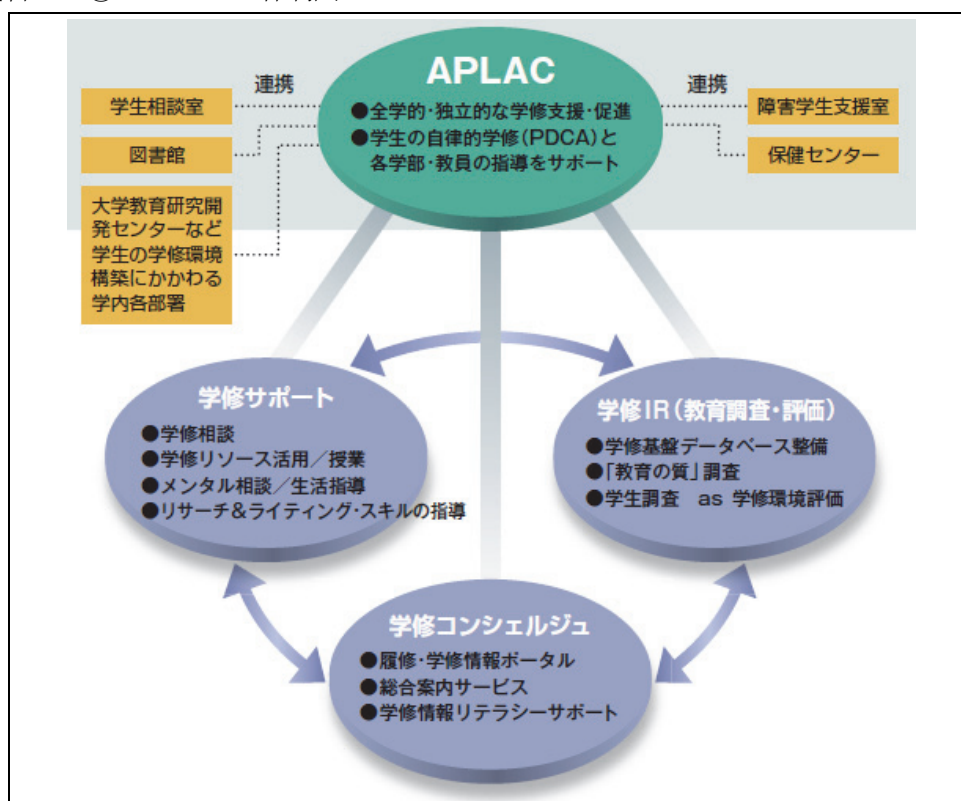 APLAC
●全学的・独立的な学修支援・促進
●学生の自律的学修(PDCA)と
各学部・教員の指導をサポート
連携
学生相談室
図書館
大学教育研究開
発センターなど
学生の学修環境
構築にかかわる
学内各部署
連携
障害学生支援室
保健センター
学修サポート
●学修相談
●学修リソース活用／授業
●メンタル相談／生活指導
●リサーチ&ライティング・スキルの指導
学修IR(教育調査・評価)
●学修基盤データベース整備
●「教育の質」調査
●学生調査 as 学修環境評価
学修コンシェルジュ
●履修・学修情報ポータル
●総合案内サービス
●学修情報リテラシーサポート